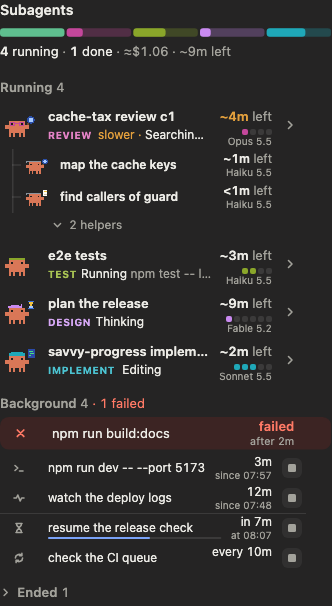 Subagents
4 running · 1 done · ≈$1.06 · ~9m left
Running 4
cache-tax review c1
~4m left
REVIEW slower · Searchin...
Opus 5.5
map the cache keys
~1m left
Haiku 5.5
find callers of guard
<1m left
Haiku 5.5
2 helpers
e2e tests
~3m left
TEST Running npm test -- l...
Haiku 5.5
plan the release
~9m left
DESIGN Thinking
Fable 5.2
savvy-progress implem...
~2m left
IMPLEMENT Editing
Sonnet 5.5
Background 4 · 1 failed
npm run build:docs
failed
after 2m
npm run dev -- --port 5173
3m
since 07:57
watch the deploy logs
12m
since 07:48
resume the release check
in 7m
at 08:07
check the CI queue
every 10m
Ended 1